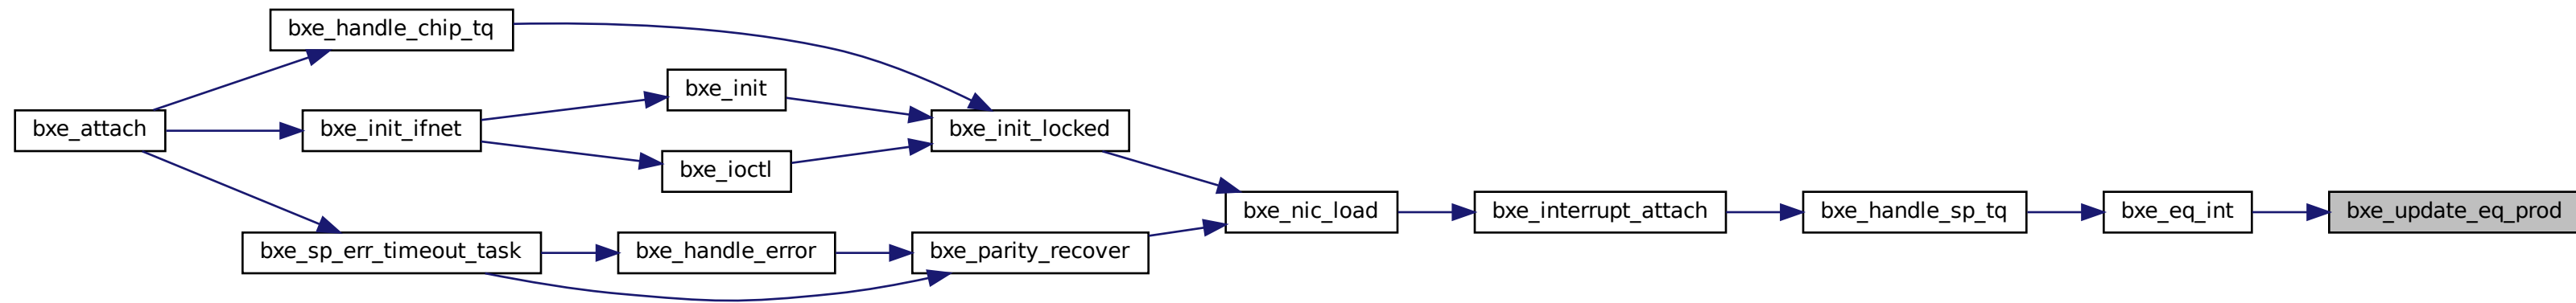 bxe_handle_chip_tq
bxe_init
bxe_attach
bxe_init_ifnet
bxe_init_locked
bxe_ioctl
bxe_nic_load
bxe_interrupt_attach
bxe_handle_sp_tq
bxe_eq_int
bxe_update_eq_prod
bxe_sp_err_timeout_task
bxe_handle_error
bxe_parity_recover